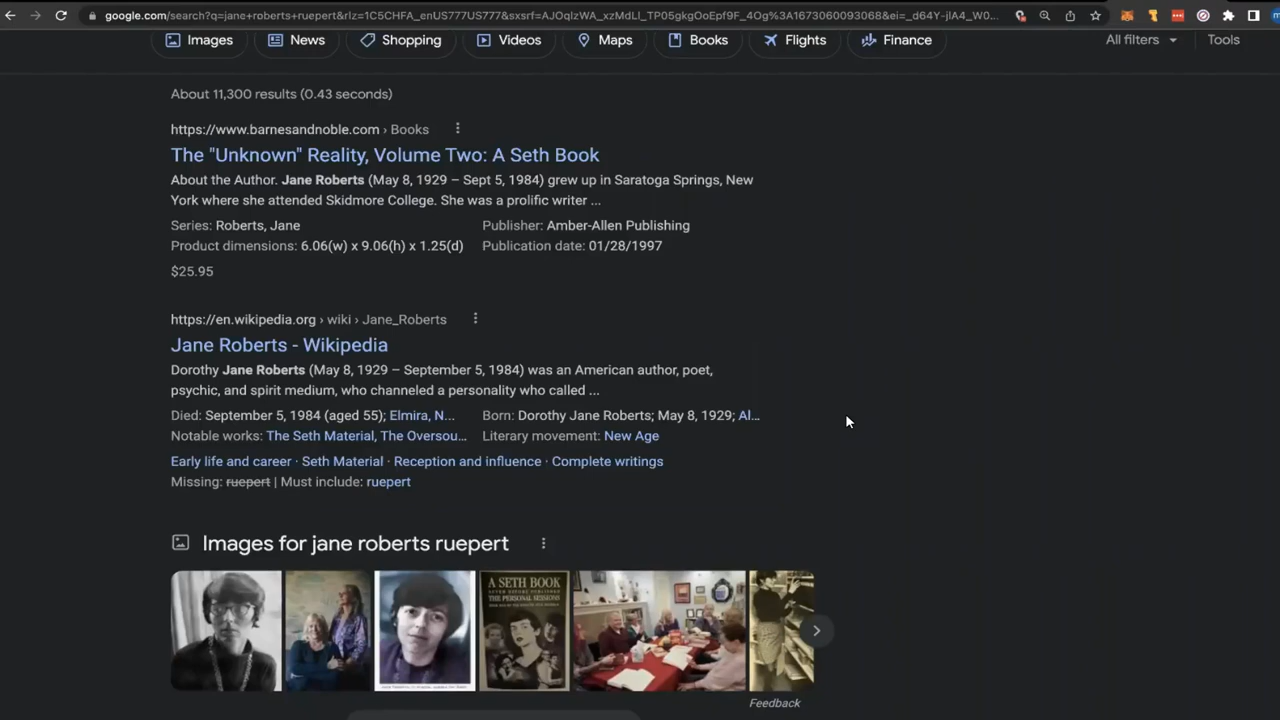 google.com/search?q=jane+roberts+ruepert&rlz=1C5CHFA_enUS777US777&sxsrf=AJOqlzWA_xzMdLI_TP05gkgOoEpf9F_4Og%3A1673060093068&ei=_d64Y-jIA4_W0...
Images News Shopping Videos Maps Books Flights Finance All filters Tools
About 11,300 results (0.43 seconds)
https://www.barnesandnoble.com › Books
The "Unknown" Reality, Volume Two: A Seth Book
About the Author. Jane Roberts (May 8, 1929 – Sept 5, 1984) grew up in Saratoga Springs, New
York where she attended Skidmore College. She was a prolific writer ...
Series: Roberts, Jane Publisher: Amber-Allen Publishing
Product dimensions: 6.06(w) x 9.06(h) x 1.25(d) Publication date: 01/28/1997
$25.95
https://en.wikipedia.org › wiki › Jane_Roberts
Jane Roberts - Wikipedia
Dorothy Jane Roberts (May 8, 1929 – September 5, 1984) was an American author, poet,
psychic, and spirit medium, who channeled a personality who called ...
Died: September 5, 1984 (aged 55); Elmira, N... Born: Dorothy Jane Roberts; May 8, 1929; Al...
Notable works: The Seth Material, The Oversou... Literary movement: New Age
Early life and career · Seth Material · Reception and influence · Complete writings
Missing: ruepert | Must include: ruepert
Images for jane roberts ruepert
A SETH BOOK
THE PERSONAL SESSIONS
Feedback